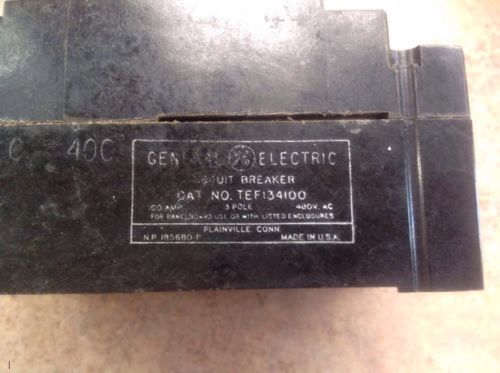 C 40C
GENERAL GE ELECTRIC
CIRCUIT BREAKER
CAT NO. TEF134100
100 AMP 3 POLE 480V. AC
FOR PANELBOARD USE OR WITH LISTED ENCLOSURES
PLAINVILLE, CONN.
N.P. 185680-P MADE IN U.S.A.